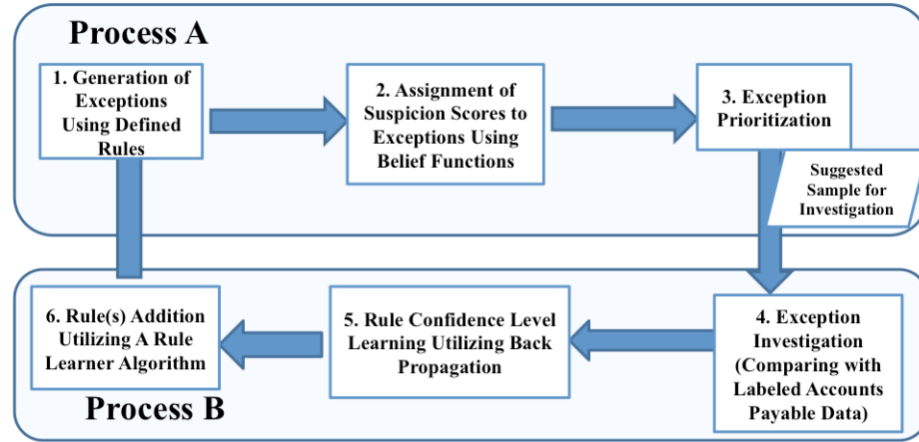 Process A
1. Generation of
Exceptions
Using Defined
Rules
2. Assignment of
Suspicion Scores to
Exceptions Using
Belief Functions
3. Exception
Prioritization
Suggested
Sample for
Investigation
4. Exception
Investigation
(Comparing with
Labeled Accounts
Payable Data)
5. Rule Confidence Level
Learning Utilizing Back
Propagation
6. Rule(s) Addition
Utilizing A Rule
Learner Algorithm
Process B